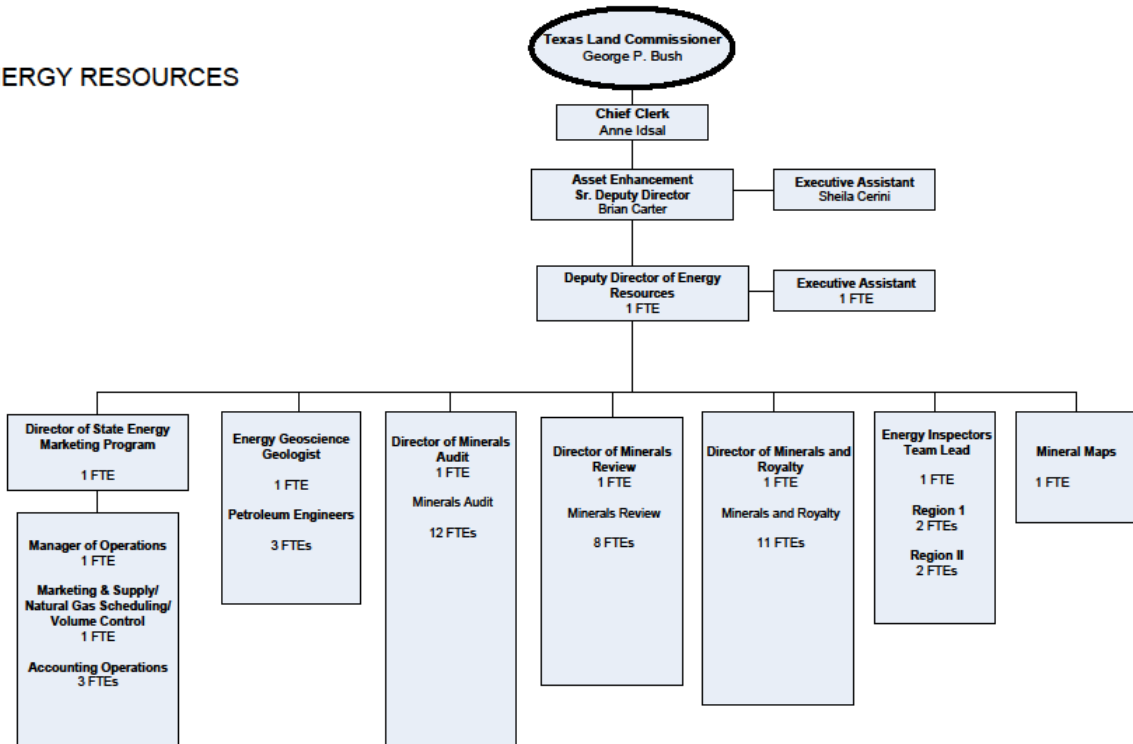 ERGY RESOURCES
Texas Land Commissioner
George P. Bush
Chief Clerk
Anne Idsal
Asset Enhancement
Sr. Deputy Director
Brian Carter
Executive Assistant
Sheila Cerini
Deputy Director of Energy
Resources
1 FTE
Executive Assistant
1 FTE
Director of State Energy
Marketing Program
1 FTE
Manager of Operations
1 FTE
Marketing & Supply/
Natural Gas Scheduling/
Volume Control
1 FTE
Accounting Operations
3 FTEs
Energy Geoscience
Geologist
1 FTE
Petroleum Engineers
3 FTEs
Director of Minerals
Audit
1 FTE
Minerals Audit
12 FTEs
Director of Minerals
Review
1 FTE
Minerals Review
8 FTEs
Director of Minerals and
Royalty
1 FTE
Minerals and Royalty
11 FTEs
Energy Inspectors
Team Lead
1 FTE
Region 1
2 FTEs
Region II
2 FTEs
Mineral Maps
1 FTE